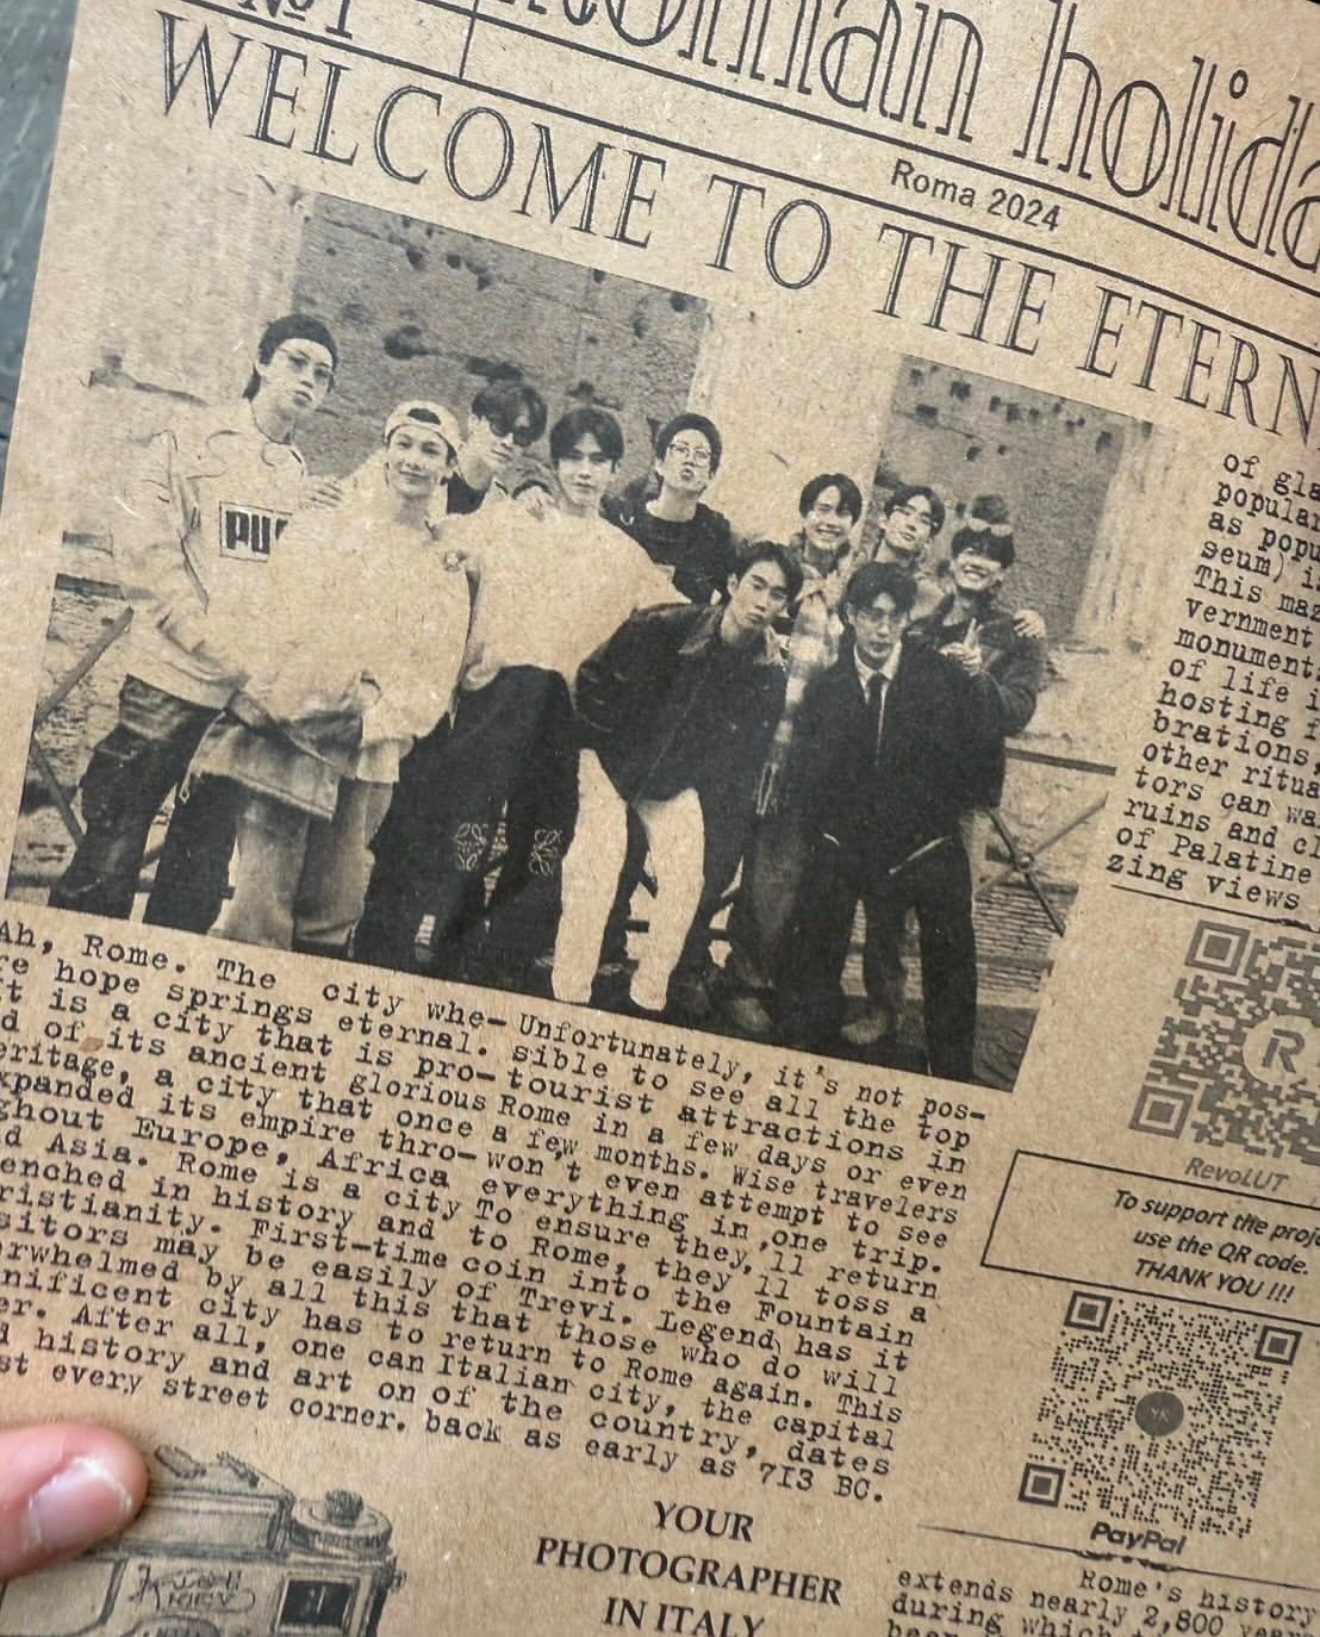 №1
Roman holida
Roma 2024
WELCOME TO THE ETERN
PU
of gla
popular
as popu
seum) is
This maz
vernment
monument
of life i
hosting f
brations,
other ritua
tors can wa
ruins and cl
of Palatine
zing views
Ah, Rome. The city whe-
re hope springs eternal.
It is a city that is pro-
d of its ancient glorious
eritage, a city that once
xpanded its empire thro-
ghout Europe, Africa
d Asia. Rome is a city
enched in history and
ristianity. First-time
sitors may be easily
erwhelmed by all this
nificent city has to
er. After all, one can
d history and art on
st every street corner.
Unfortunately, it's not pos-
sible to see all the top
tourist attractions in
Rome in a few days or even
a few months. Wise travelers
won't even attempt to see
everything in one trip.
To ensure they'll return
to Rome, they'll toss a
coin into the Fountain
of Trevi. Legend has it
that those who do will
return to Rome again. This
Italian city, the capital
of the country, dates
back as early as 713 BC.
R
RevoLUT
To support the proj
use the QR code.
THANK YOU !!!
YK
PayPal
YOUR
PHOTOGRAPHER
IN ITALY
Rome's history
extends nearly 2,800 years
during which